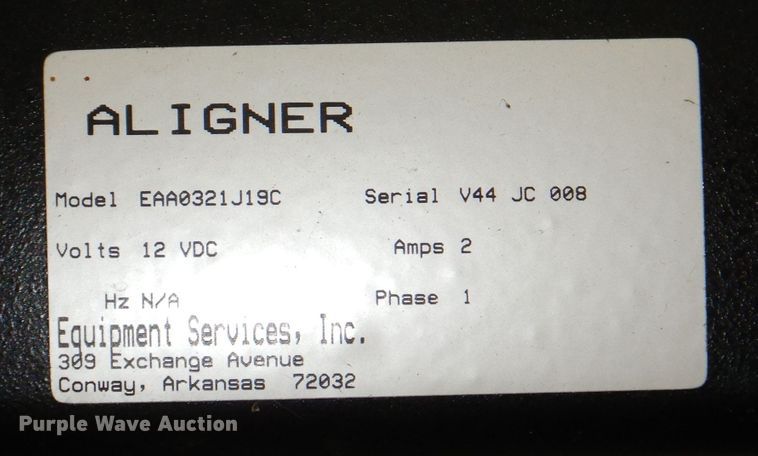 ALIGNER
Model EAA0321J19C Serial V44 JC 008
Volts 12 VDC Amps 2
Hz N/A Phase 1
Equipment Services, Inc.
309 Exchange Avenue
Conway, Arkansas 72032
Purple Wave Auction